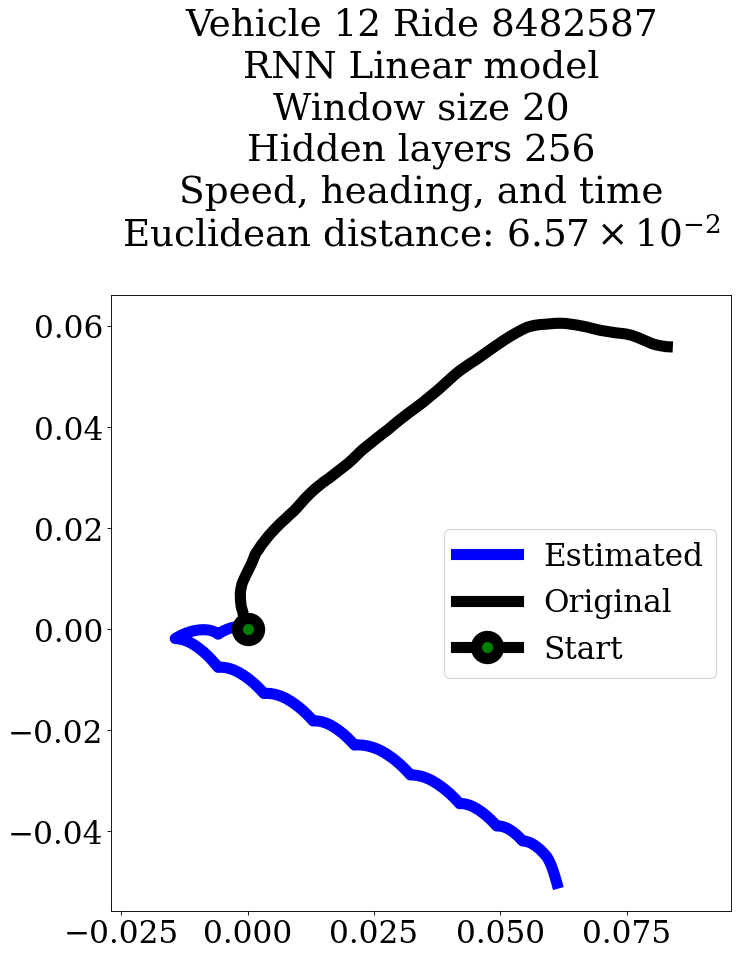 Vehicle 12 Ride 8482587
RNN Linear model
Window size 20
Hidden layers 256
Speed, heading, and time
Euclidean distance: 6.57 × 10⁻²
0.06
0.04
0.02
0.00
−0.02
−0.04
Estimated
Original
Start
−0.025 0.000 0.025 0.050 0.075